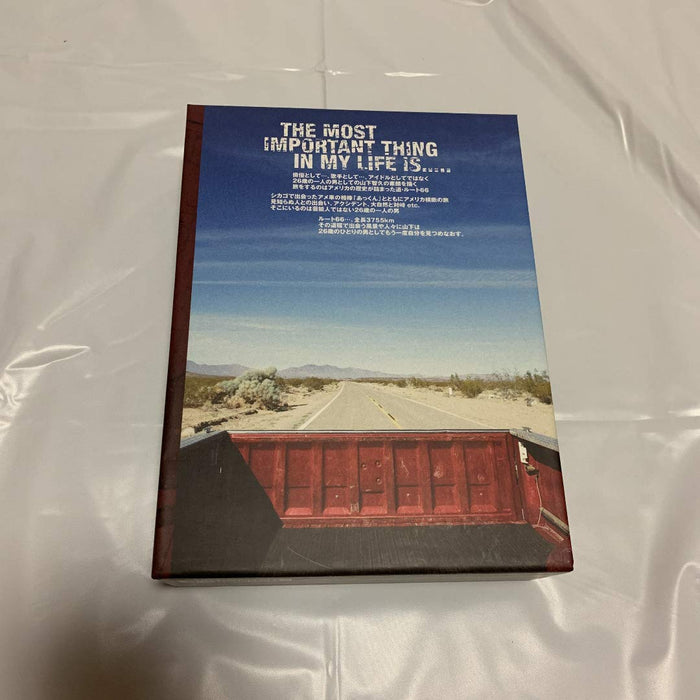 THE MOST
IMPORTANT THING
IN MY LIFE IS
俳優として…、歌手として…、アイドルとしてではなく
26歳の一人の男としての山下智久の素顔を描く
旅をするのはアメリカの歴史が詰まった道・ルート66
シカゴで出会ったアメ車の相棒「あっくん」とともにアメリカ横断の旅
見知らぬ人との出会い、アクシデント、大自然と対峙 etc.
そこにいるのは芸能人ではない26歳の一人の男
ルート66…、全長3755km
その道程で出会う風景や人々に山下は
26歳のひとりの男としてもう一度自分を見つめなおす。